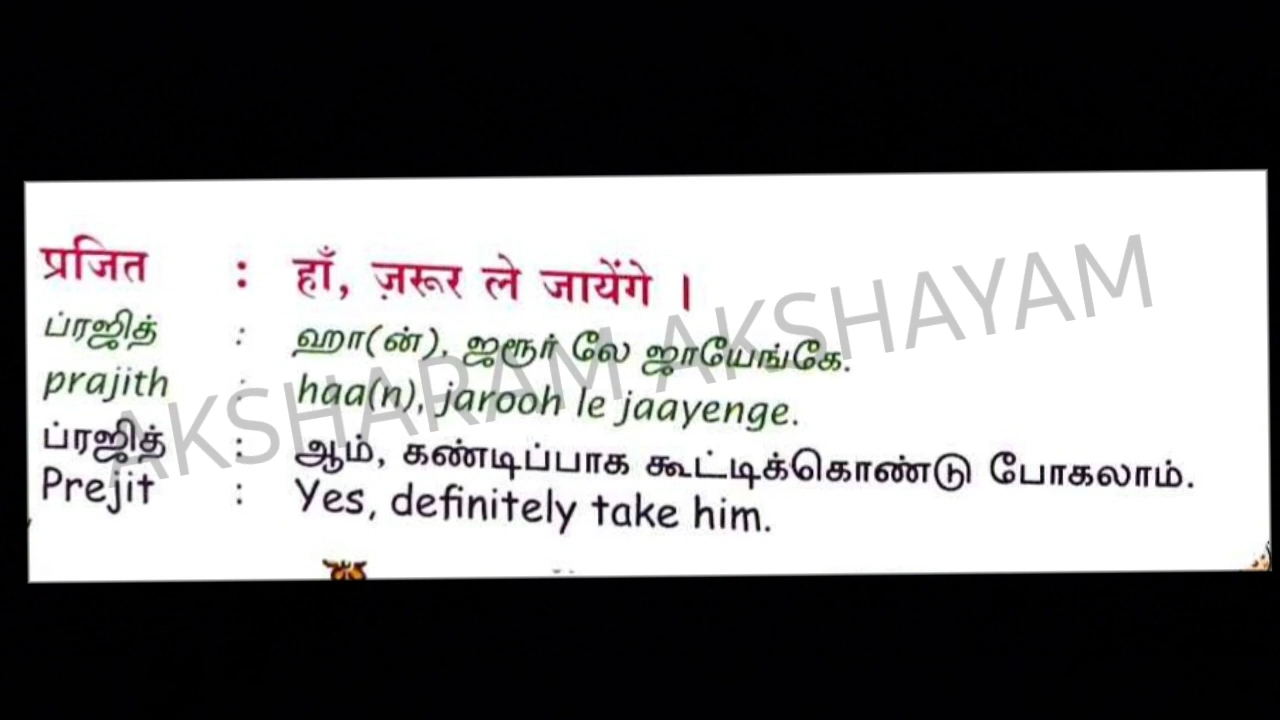 प्रजित : हाँ, ज़रूर ले जायेंगे ।
ப்ரஜித் : ஹா(ன்), ஜரூர் லே ஜாயேங்கே.
prajith : haa(n), jarooh le jaayenge.
ப்ரஜித் : ஆம், கண்டிப்பாக கூட்டிக்கொண்டு போகலாம்.
Prejit : Yes, definitely take him.
AKSHARAM AKSHAYAM